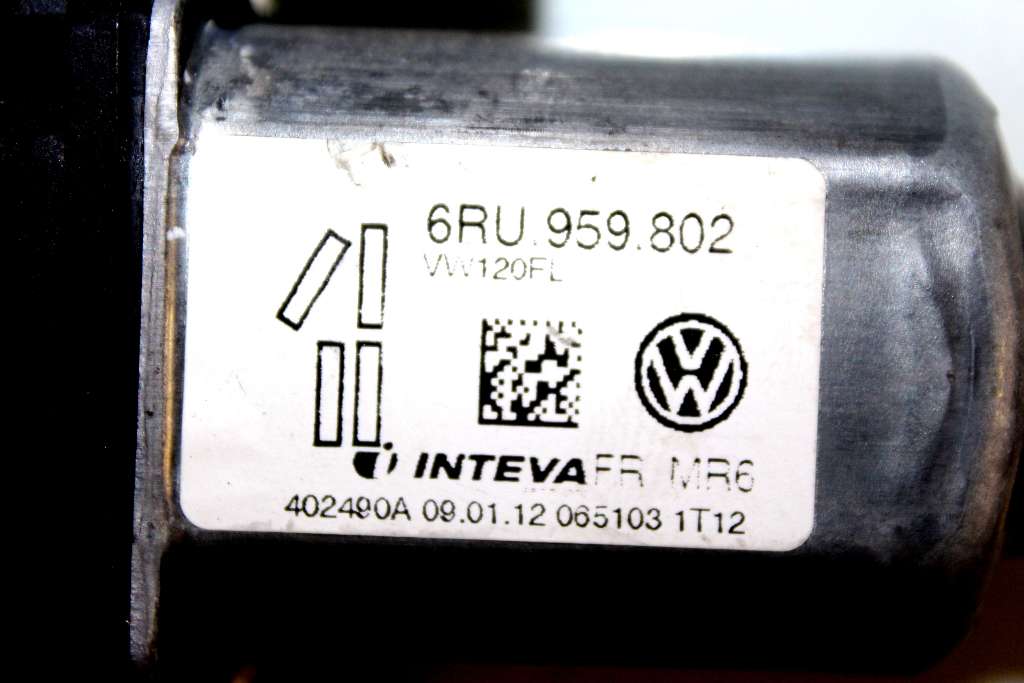 6RU.959.802
VW120FL
INTEVA FR MR6
402490A 09.01.12 065103 1T12